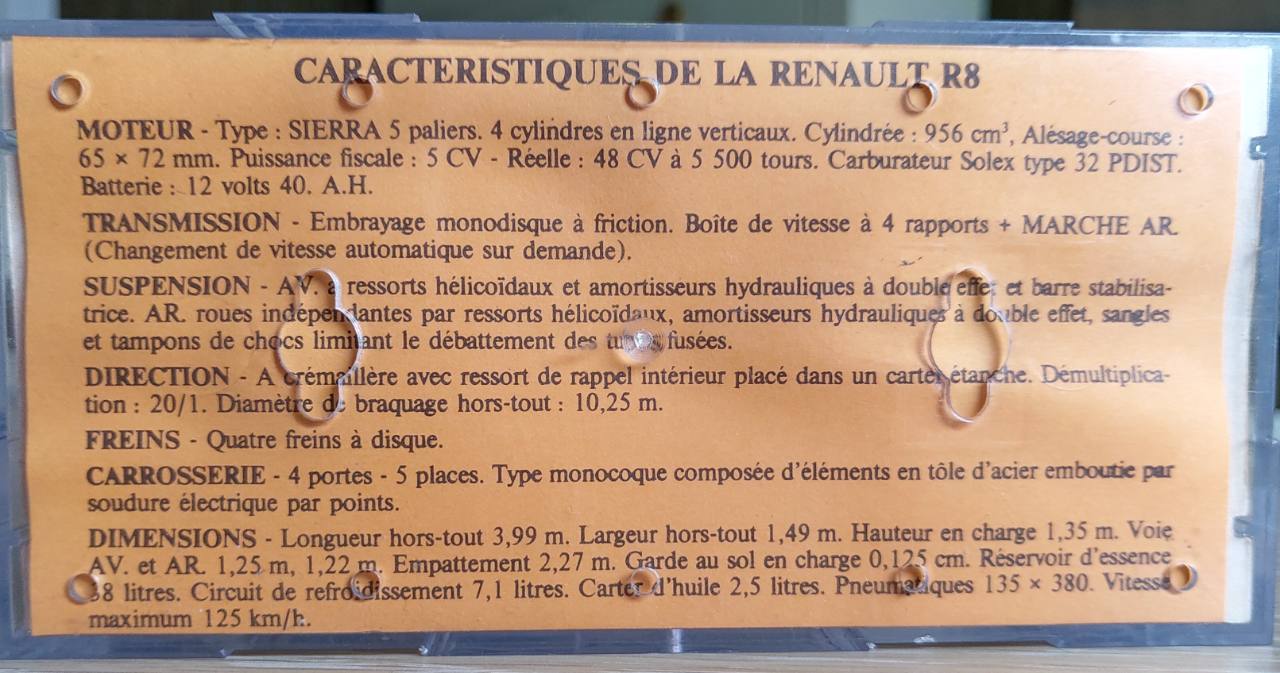 CARACTERISTIQUES DE LA RENAULT R8
MOTEUR - Type : SIERRA 5 paliers. 4 cylindres en ligne verticaux. Cylindrée : 956 cm³, Alésage-course :
65 × 72 mm. Puissance fiscale : 5 CV - Réelle : 48 CV à 5 500 tours. Carburateur Solex type 32 PDIST.
Batterie : 12 volts 40. A.H.
TRANSMISSION - Embrayage monodisque à friction. Boîte de vitesse à 4 rapports + MARCHE AR.
(Changement de vitesse automatique sur demande).
SUSPENSION - AV. à ressorts hélicoïdaux et amortisseurs hydrauliques à double effet et barre stabilisa-
trice. AR. roues indépendantes par ressorts hélicoïdaux, amortisseurs hydrauliques à double effet, sangles
et tampons de chocs limitant le débattement des fusées.
DIRECTION - A crémaillère avec ressort de rappel intérieur placé dans un carter étanche. Démultiplica-
tion : 20/1. Diamètre de braquage hors-tout : 10,25 m.
FREINS - Quatre freins à disque.
CARROSSERIE - 4 portes - 5 places. Type monocoque composée d'éléments en tôle d'acier emboutie par
soudure électrique par points.
DIMENSIONS - Longueur hors-tout 3,99 m. Largeur hors-tout 1,49 m. Hauteur en charge 1,35 m. Voie
AV. et AR. 1,25 m, 1,22 m. Empattement 2,27 m. Garde au sol en charge 0,125 cm. Réservoir d'essence
38 litres. Circuit de refroidissement 7,1 litres. Carter d'huile 2,5 litres. Pneumatiques 135 × 380. Vitesse
maximum 125 km/h.